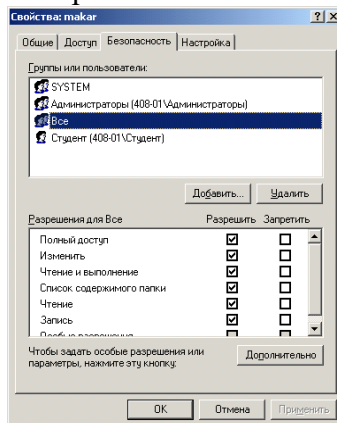 Свойства: makar
Общие Доступ Безопасность Настройка
Группы или пользователи:
SYSTEM
Администраторы (408-01\Администраторы)
Все
Студент (408-01\Студент)
Добавить... Удалить
Разрешения для Все Разрешить Запретить
Полный доступ
Изменить
Чтение и выполнение
Список содержимого папки
Чтение
Запись
Особые разрешения
Чтобы задать особые разрешения или
параметры, нажмите эту кнопку:
Дополнительно
OK Отмена Применить